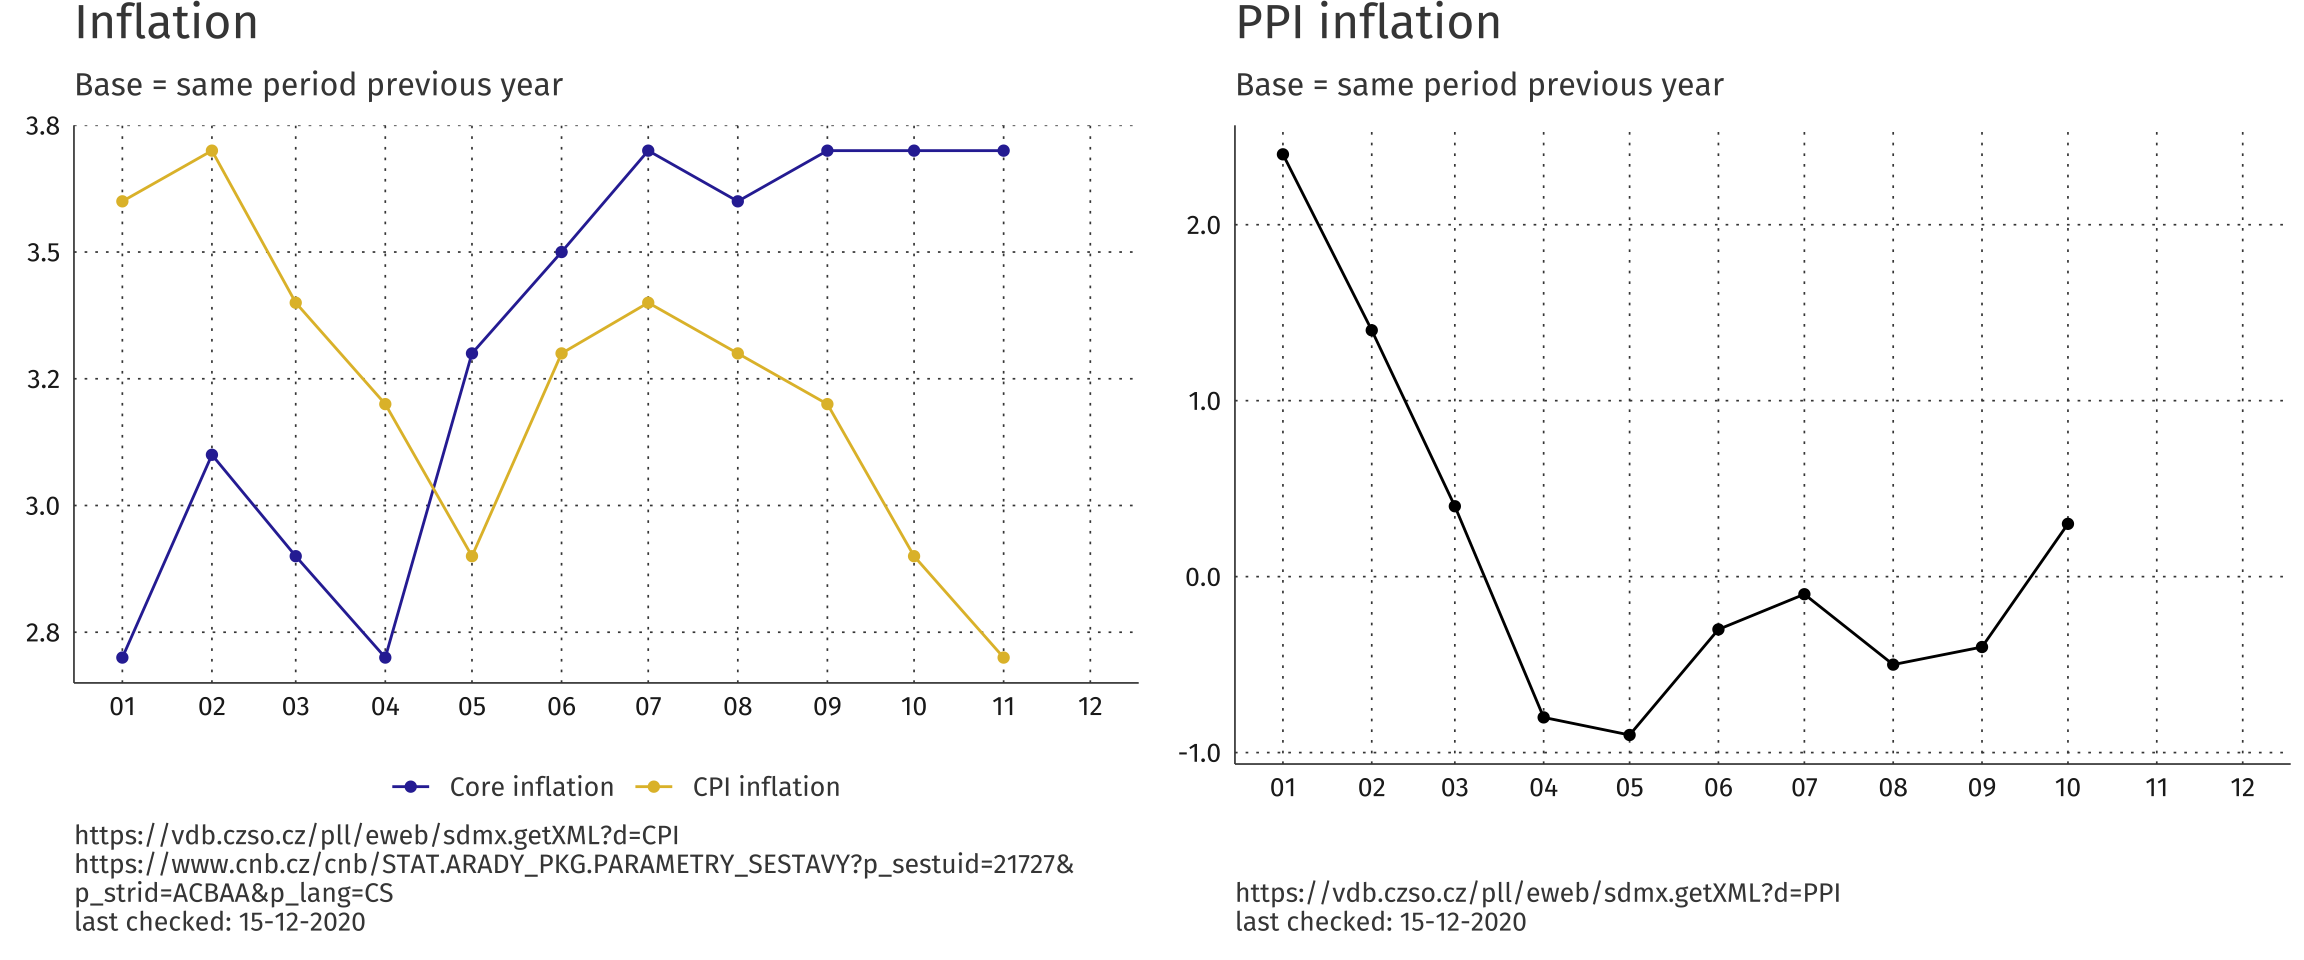 Inflation
Base = same period previous year
3.8
3.5
3.2
3.0
2.8
01 02 03 04 05 06 07 08 09 10 11 12
Core inflation CPI inflation
https://vdb.czso.cz/pll/eweb/sdmx.getXML?d=CPI
https://www.cnb.cz/cnb/STAT.ARADY_PKG.PARAMETRY_SESTAVY?p_sestuid=21727&
p_strid=ACBAA&p_lang=CS
last checked: 15-12-2020
PPI inflation
Base = same period previous year
2.0
1.0
0.0
-1.0
01 02 03 04 05 06 07 08 09 10 11 12
https://vdb.czso.cz/pll/eweb/sdmx.getXML?d=PPI
last checked: 15-12-2020